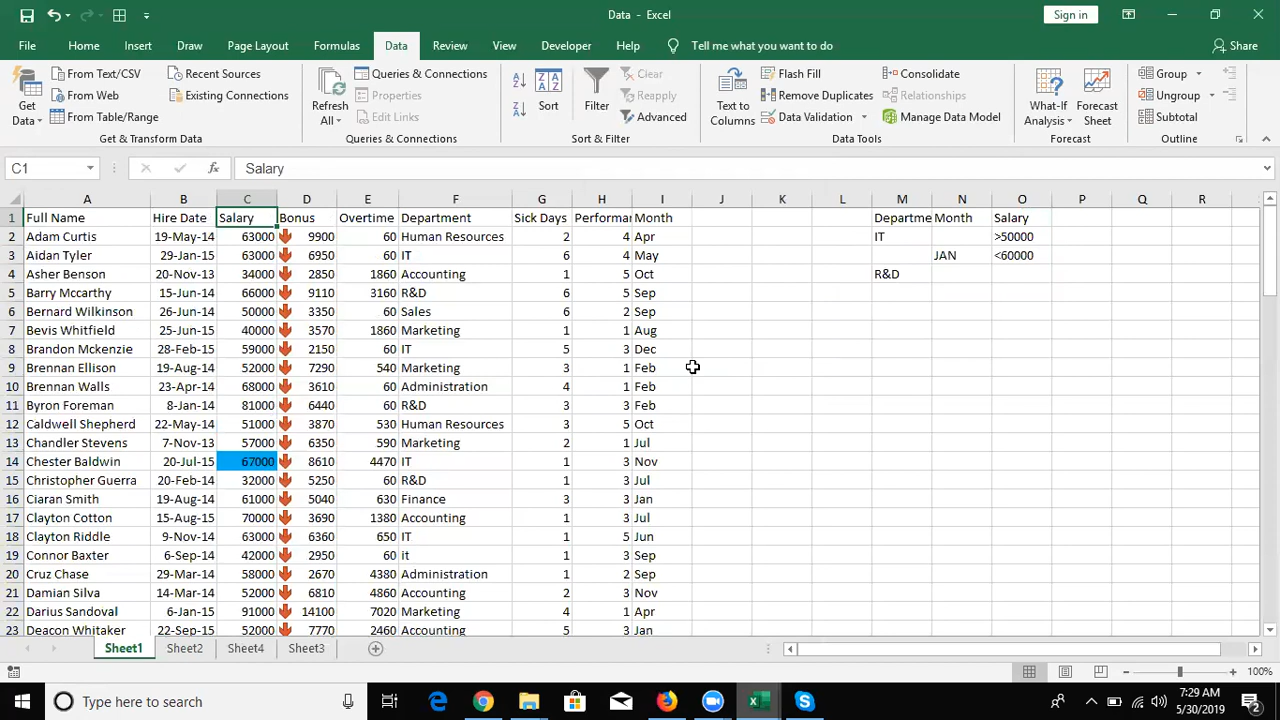 Data - Excel
Sign in
File Home Insert Draw Page Layout Formulas Data Review View Developer Help Tell me what you want to do Share
Get Data From Text/CSV From Web From Table/Range Recent Sources Existing Connections
Get & Transform Data
Refresh All Queries & Connections Properties Edit Links
Queries & Connections
Sort Filter Clear Reapply Advanced
Sort & Filter
Text to Columns Flash Fill Remove Duplicates Data Validation Consolidate Relationships Manage Data Model
Data Tools
What-If Analysis Forecast Sheet
Forecast
Group Ungroup Subtotal
Outline
C1 fx Salary
A B C D E F G H I J K L M N O P Q R
1 Full Name Hire Date Salary Bonus Overtime Department Sick Days Performar Month Departme Month Salary
2 Adam Curtis 19-May-14 63000 9900 60 Human Resources 2 4 Apr IT >50000
3 Aidan Tyler 29-Jan-15 63000 6950 60 IT 6 4 May JAN <60000
4 Asher Benson 20-Nov-13 34000 2850 1860 Accounting 1 5 Oct R&D
5 Barry Mccarthy 15-Jun-14 66000 9110 3160 R&D 6 5 Sep
6 Bernard Wilkinson 26-Jun-14 50000 3350 60 Sales 6 2 Sep
7 Bevis Whitfield 25-Jun-15 40000 3570 1860 Marketing 1 1 Aug
8 Brandon Mckenzie 28-Feb-15 59000 2150 60 IT 5 3 Dec
9 Brennan Ellison 19-Aug-14 52000 7290 540 Marketing 3 1 Feb
10 Brennan Walls 23-Apr-14 68000 3610 60 Administration 4 1 Feb
11 Byron Foreman 8-Jan-14 81000 6440 60 R&D 3 3 Feb
12 Caldwell Shepherd 22-May-14 51000 3870 530 Human Resources 3 5 Oct
13 Chandler Stevens 7-Nov-13 57000 6350 590 Marketing 2 1 Jul
14 Chester Baldwin 20-Jul-15 67000 8610 4470 IT 1 3 Nov
15 Christopher Guerra 20-Feb-14 32000 5250 60 R&D 1 3 Jul
16 Ciaran Smith 19-Aug-14 61000 5040 630 Finance 3 3 Jan
17 Clayton Cotton 15-Aug-15 70000 3690 1380 Accounting 1 3 Jul
18 Clayton Riddle 9-Nov-14 63000 6360 650 IT 1 5 Jun
19 Connor Baxter 6-Sep-14 42000 2950 60 it 1 3 Sep
20 Cruz Chase 29-Mar-14 58000 2670 4380 Administration 1 2 Sep
21 Damian Silva 14-Mar-14 52000 6810 4860 Accounting 2 3 Nov
22 Darius Sandoval 6-Jan-15 91000 14100 7020 Marketing 4 1 Apr
23 Deacon Whitaker 22-Sep-15 52000 7770 2460 Accounting 5 3 Jan
Sheet1 Sheet2 Sheet4 Sheet3
100%
Type here to search
7:29 AM
5/30/2019
2